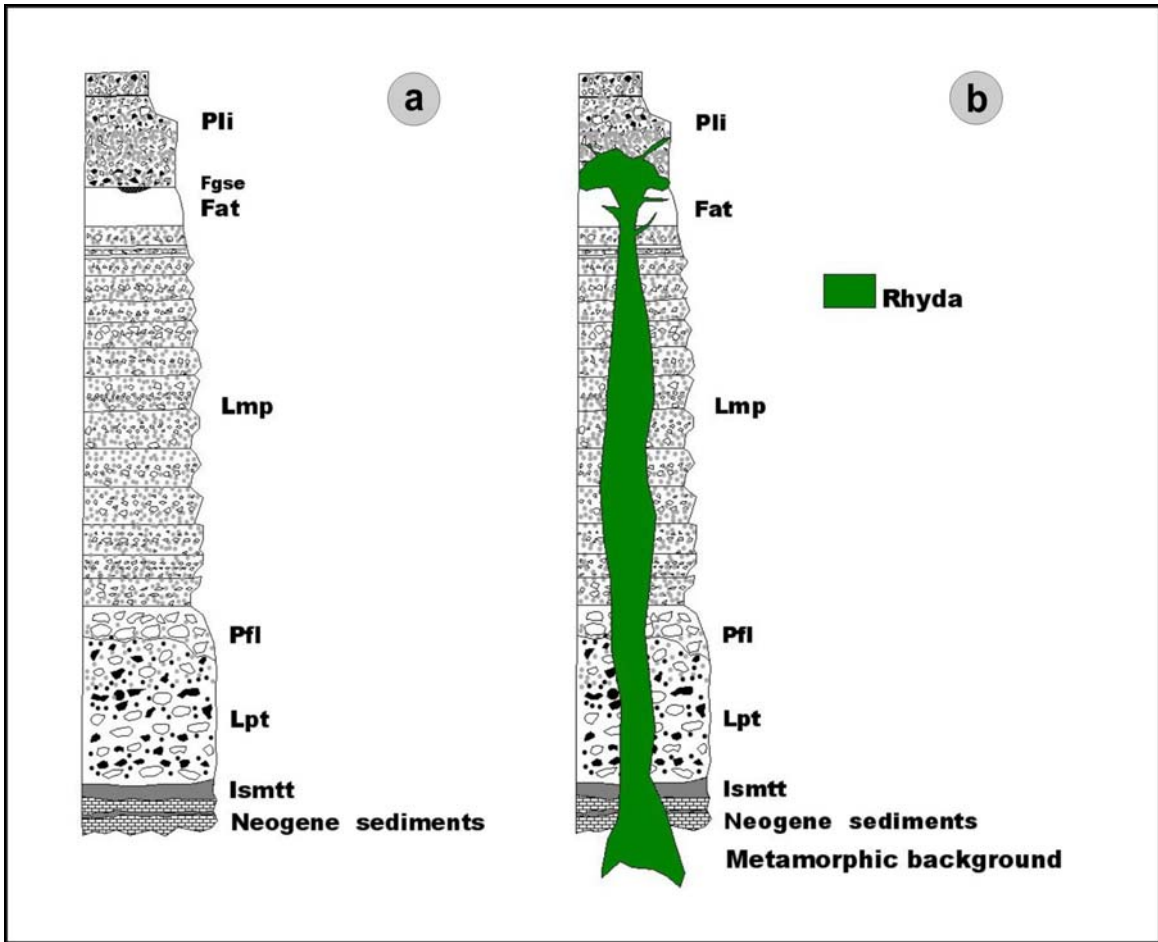 a
Pli
Fgse
Fat
Lmp
Pfl
Lpt
Ismtt
Neogene sediments
b
Pli
Fat
Rhyda
Lmp
Pfl
Lpt
Ismtt
Neogene sediments
Metamorphic background